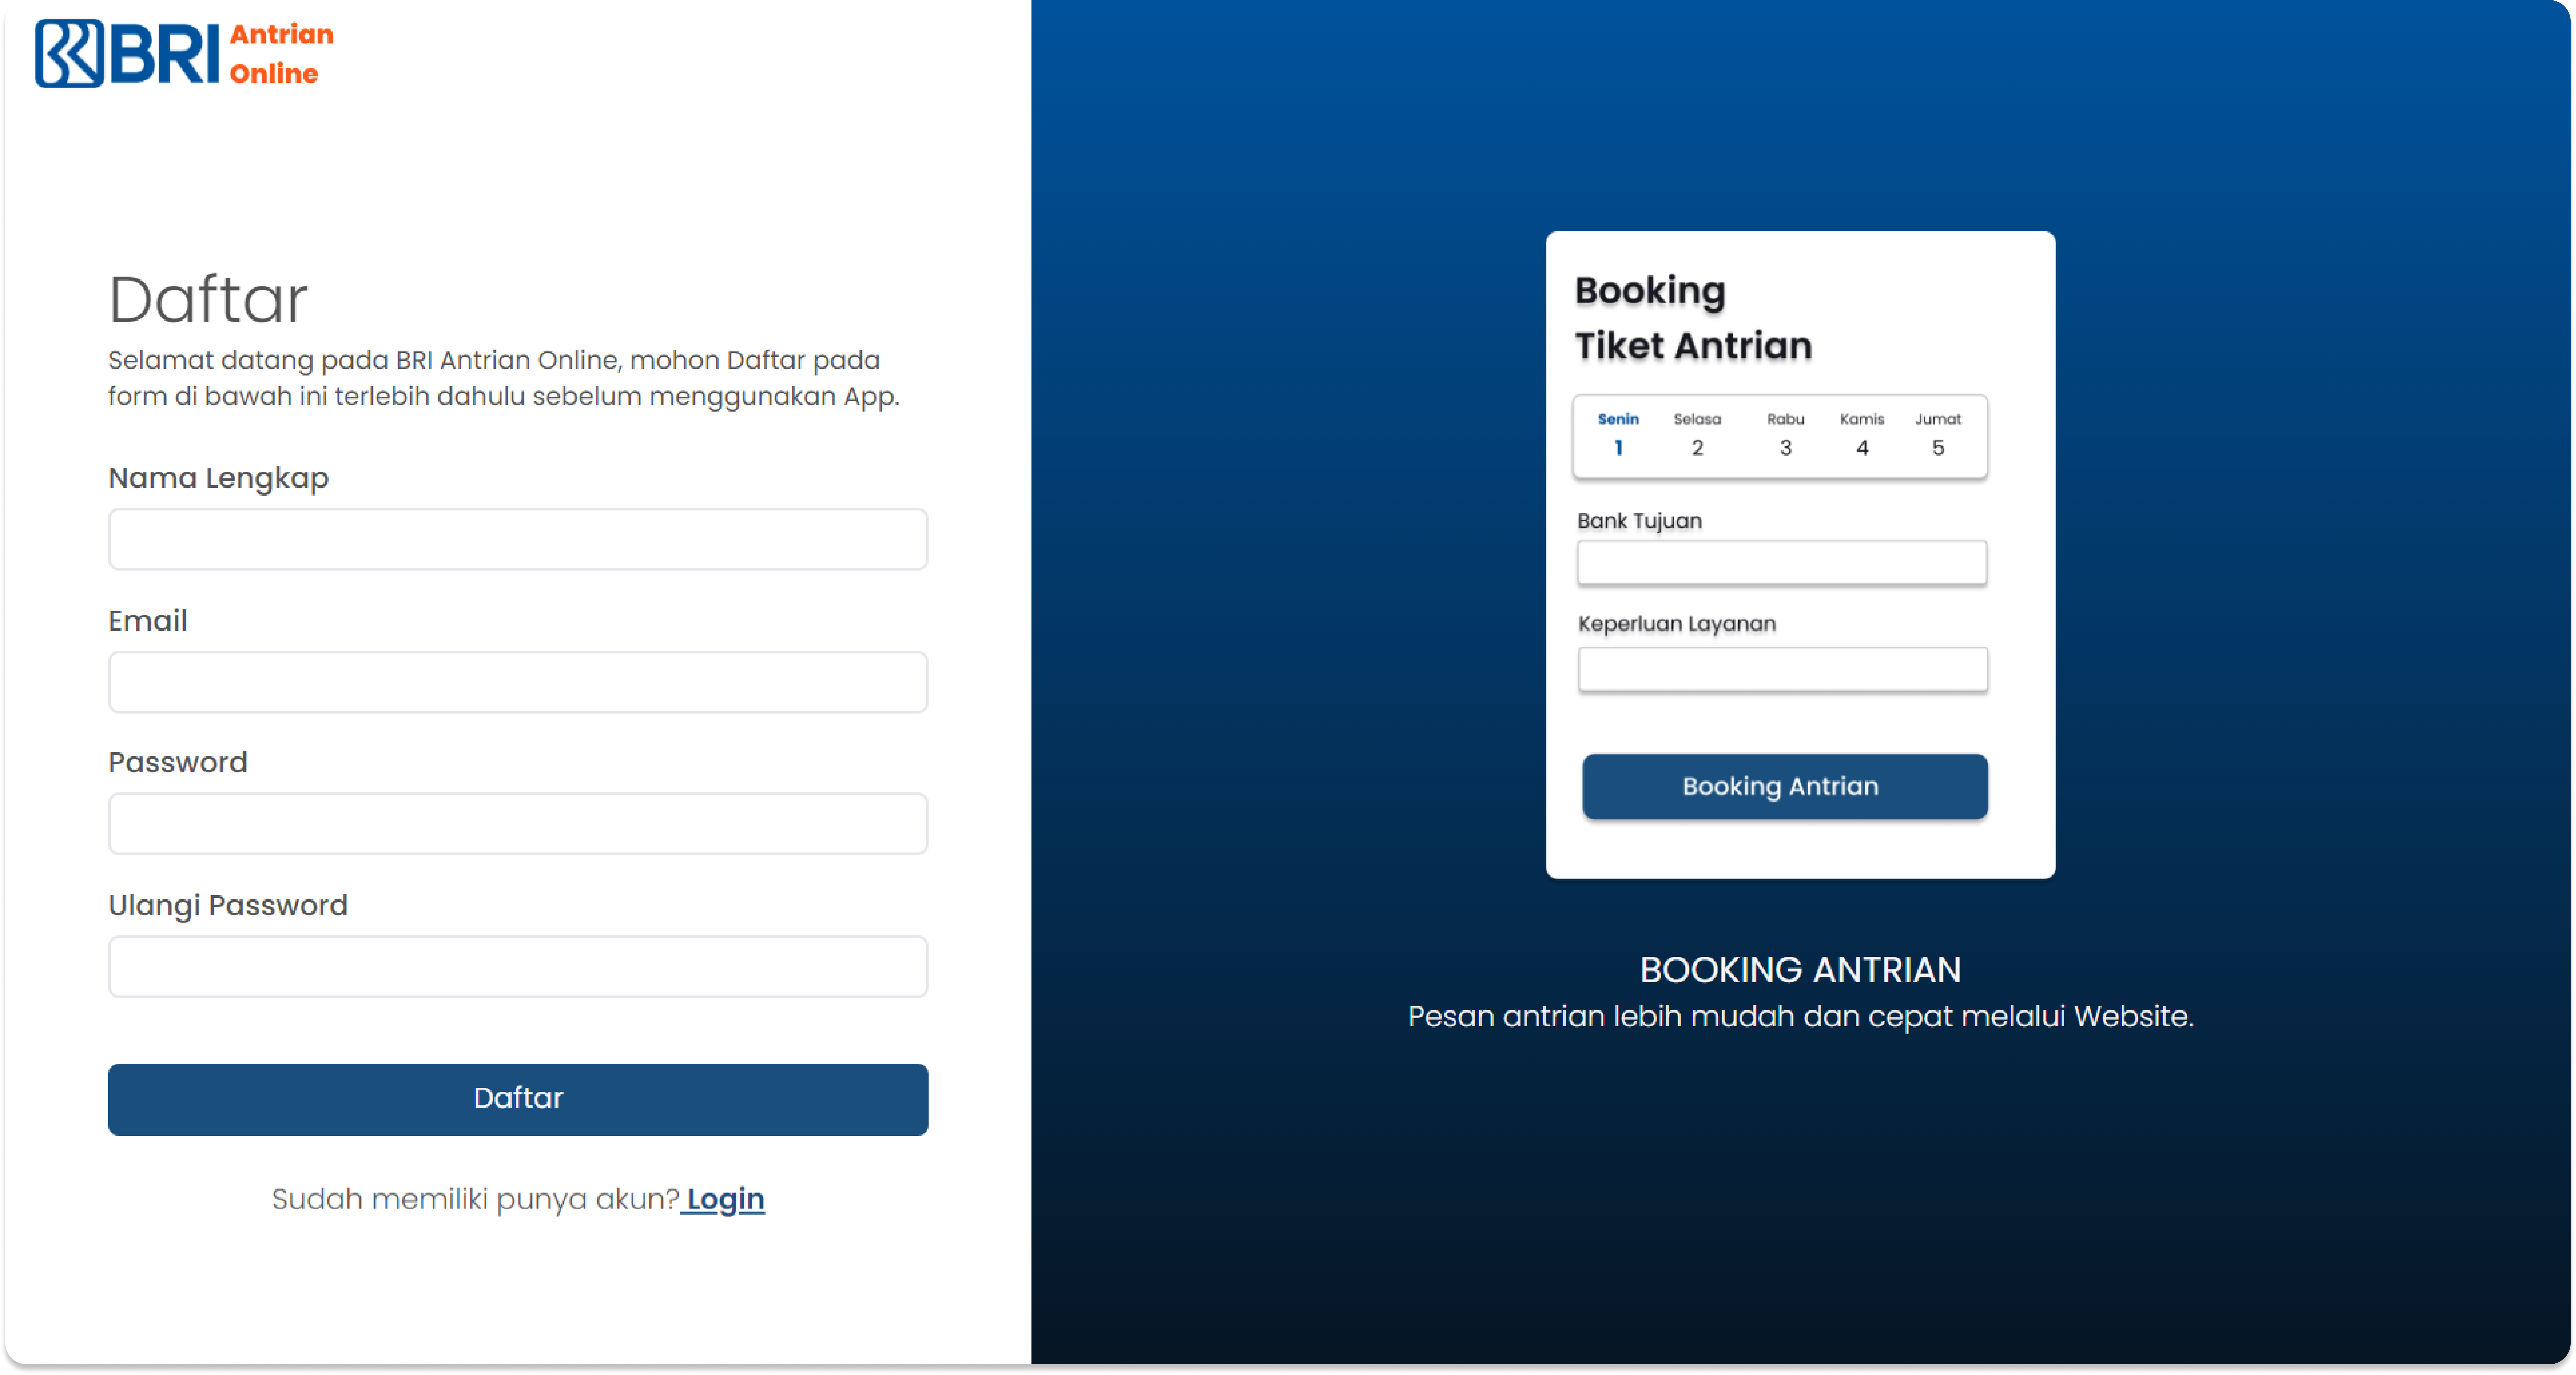 BRI Antrian
Online
Daftar
Selamat datang pada BRI Antrian Online, mohon Daftar pada
form di bawah ini terlebih dahulu sebelum menggunakan App.
Nama Lengkap
Email
Password
Ulangi Password
Daftar
Sudah memiliki punya akun? Login
Booking
Tiket Antrian
Senin Selasa Rabu Kamis Jumat
1 2 3 4 5
Bank Tujuan
Keperluan Layanan
Booking Antrian
BOOKING ANTRIAN
Pesan antrian lebih mudah dan cepat melalui Website.